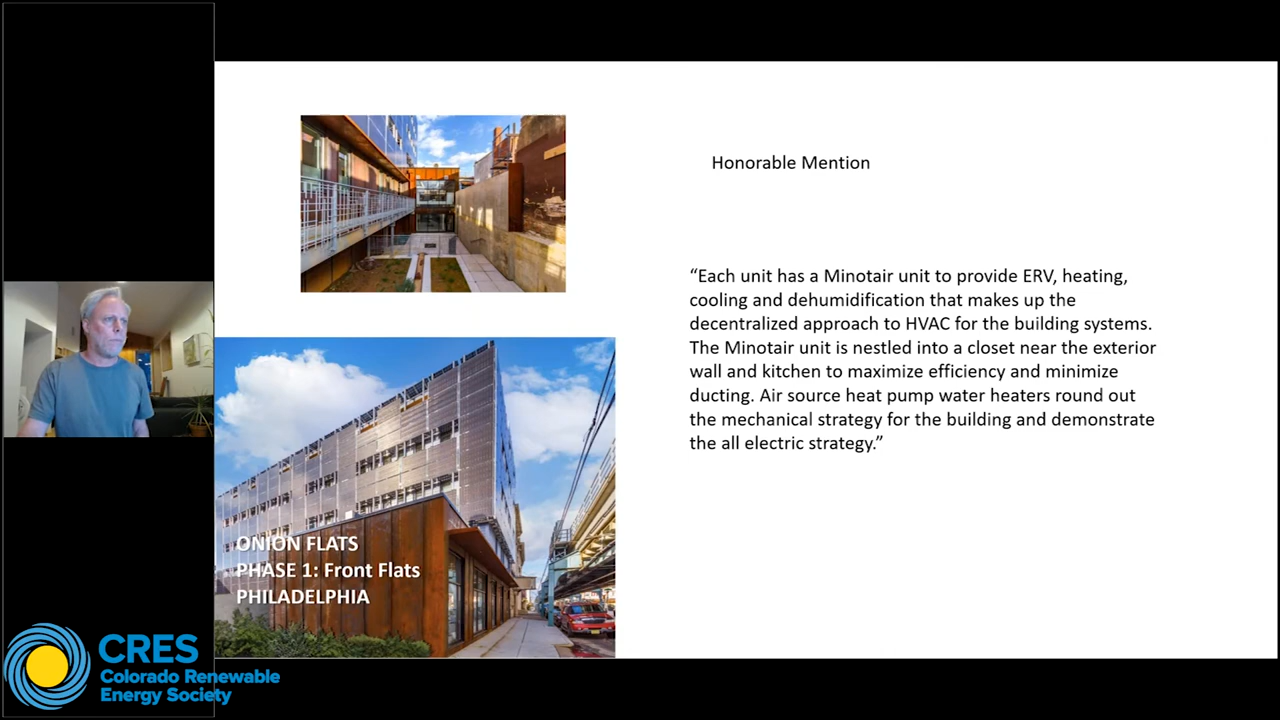 Honorable Mention
“Each unit has a Minotair unit to provide ERV, heating,
cooling and dehumidification that makes up the
decentralized approach to HVAC for the building systems.
The Minotair unit is nestled into a closet near the exterior
wall and kitchen to maximize efficiency and minimize
ducting. Air source heat pump water heaters round out
the mechanical strategy for the building and demonstrate
the all electric strategy.”
ONION FLATS
PHASE 1: Front Flats
PHILADELPHIA
CRES
Colorado Renewable
Energy Society